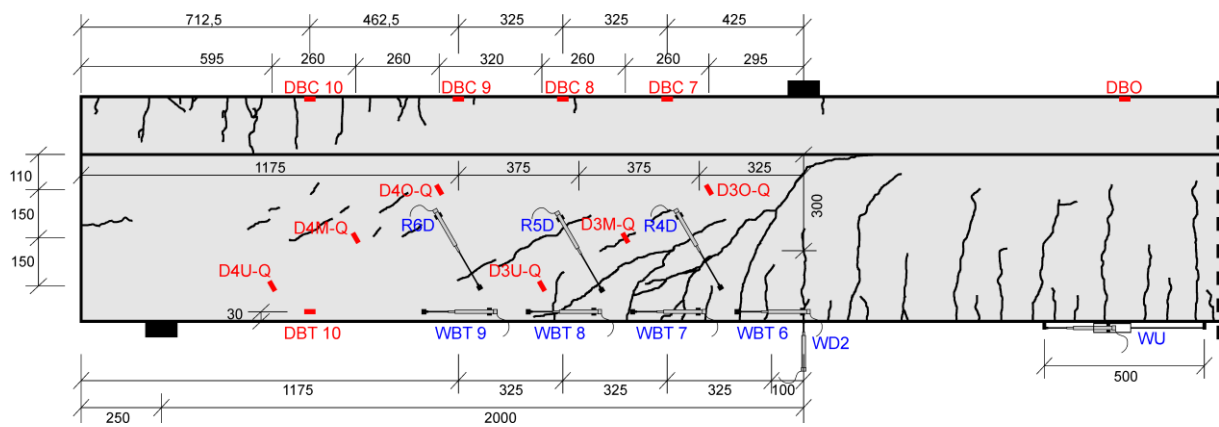 712,5 462,5 325 325 425
595 260 260 320 260 260 295
DBC 10 DBC 9 DBC 8 DBC 7 DBO
1175 375 375 325
110
D4O-Q D3O-Q
150
R6D R5D D3M-Q R4D 300
D4M-Q
150
D4U-Q D3U-Q
30
DBT 10 WBT 9 WBT 8 WBT 7 WBT 6 WD2 WU
500
1175 325 325 325 100
250 2000